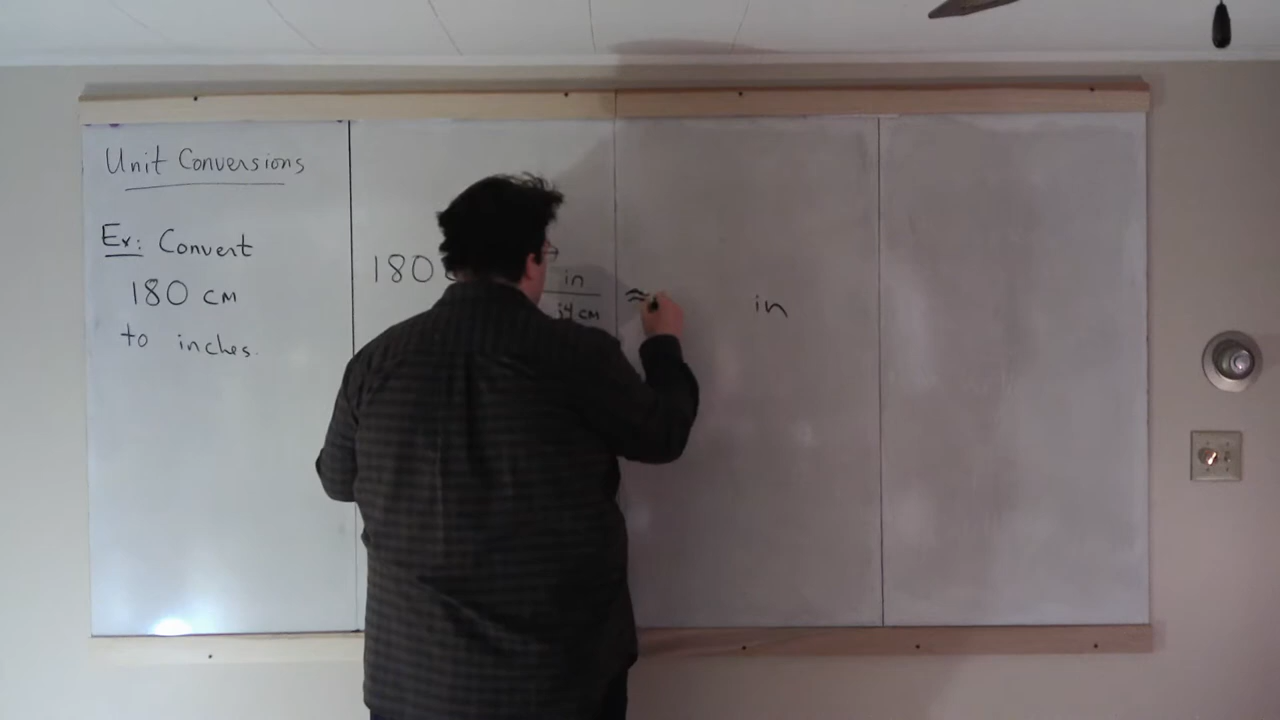 Unit Conversions
Ex: Convert
180 cm
to inches.
180
in
54 cm
≈
in